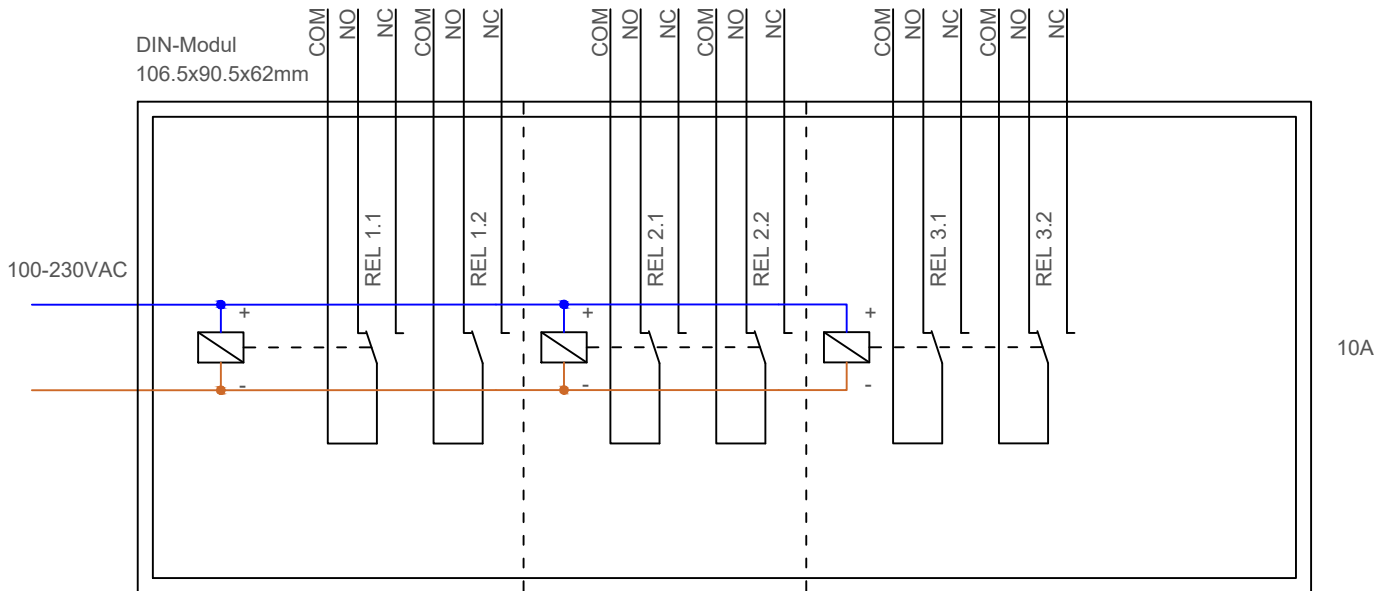 COM
NO
NC
COM
NO
NC
COM
NO
NC
COM
NO
NC
COM
NO
NC
COM
NO
NC
DIN-Modul
106.5x90.5x62mm
REL 1.1
REL 1.2
REL 2.1
REL 2.2
REL 3.1
REL 3.2
100-230VAC
+
+
+
10A
-
-
-